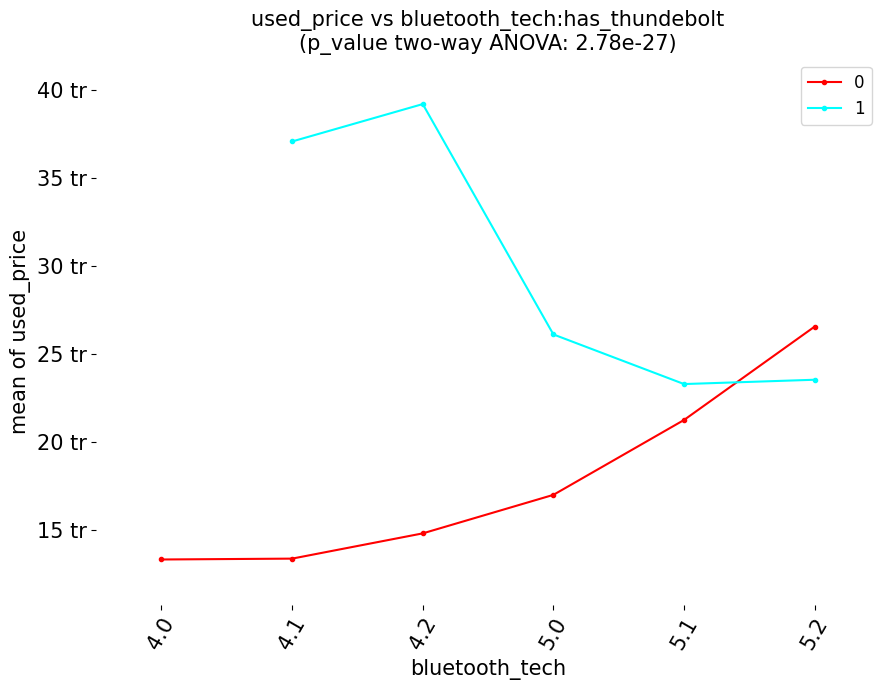 used_price vs bluetooth_tech:has_thundebolt
(p_value two-way ANOVA: 2.78e-27)
0
1
40 tr
35 tr
30 tr
25 tr
20 tr
15 tr
mean of used_price
4.0
4.1
4.2
5.0
5.1
5.2
bluetooth_tech